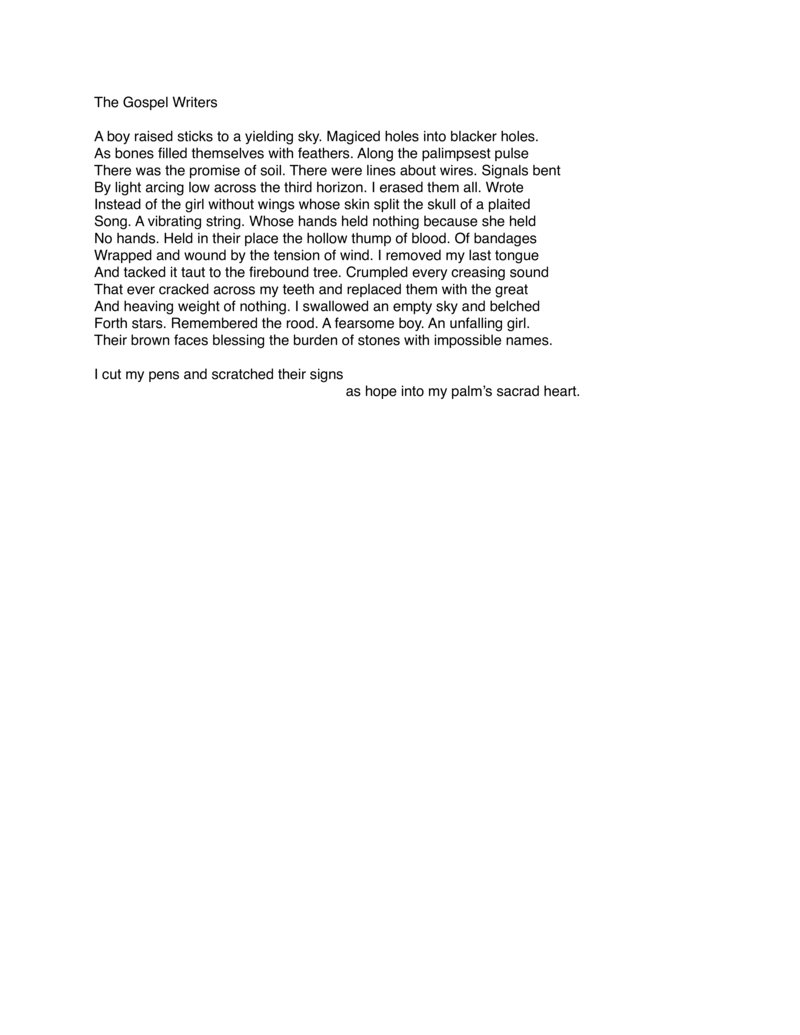 The Gospel Writers
A boy raised sticks to a yielding sky. Magiced holes into blacker holes.
As bones filled themselves with feathers. Along the palimpsest pulse
There was the promise of soil. There were lines about wires. Signals bent
By light arcing low across the third horizon. I erased them all. Wrote
Instead of the girl without wings whose skin split the skull of a plaited
Song. A vibrating string. Whose hands held nothing because she held
No hands. Held in their place the hollow thump of blood. Of bandages
Wrapped and wound by the tension of wind. I removed my last tongue
And tacked it taut to the firebound tree. Crumpled every creasing sound
That ever cracked across my teeth and replaced them with the great
And heaving weight of nothing. I swallowed an empty sky and belched
Forth stars. Remembered the rood. A fearsome boy. An unfalling girl.
Their brown faces blessing the burden of stones with impossible names.
I cut my pens and scratched their signs
as hope into my palm's sacrad heart.